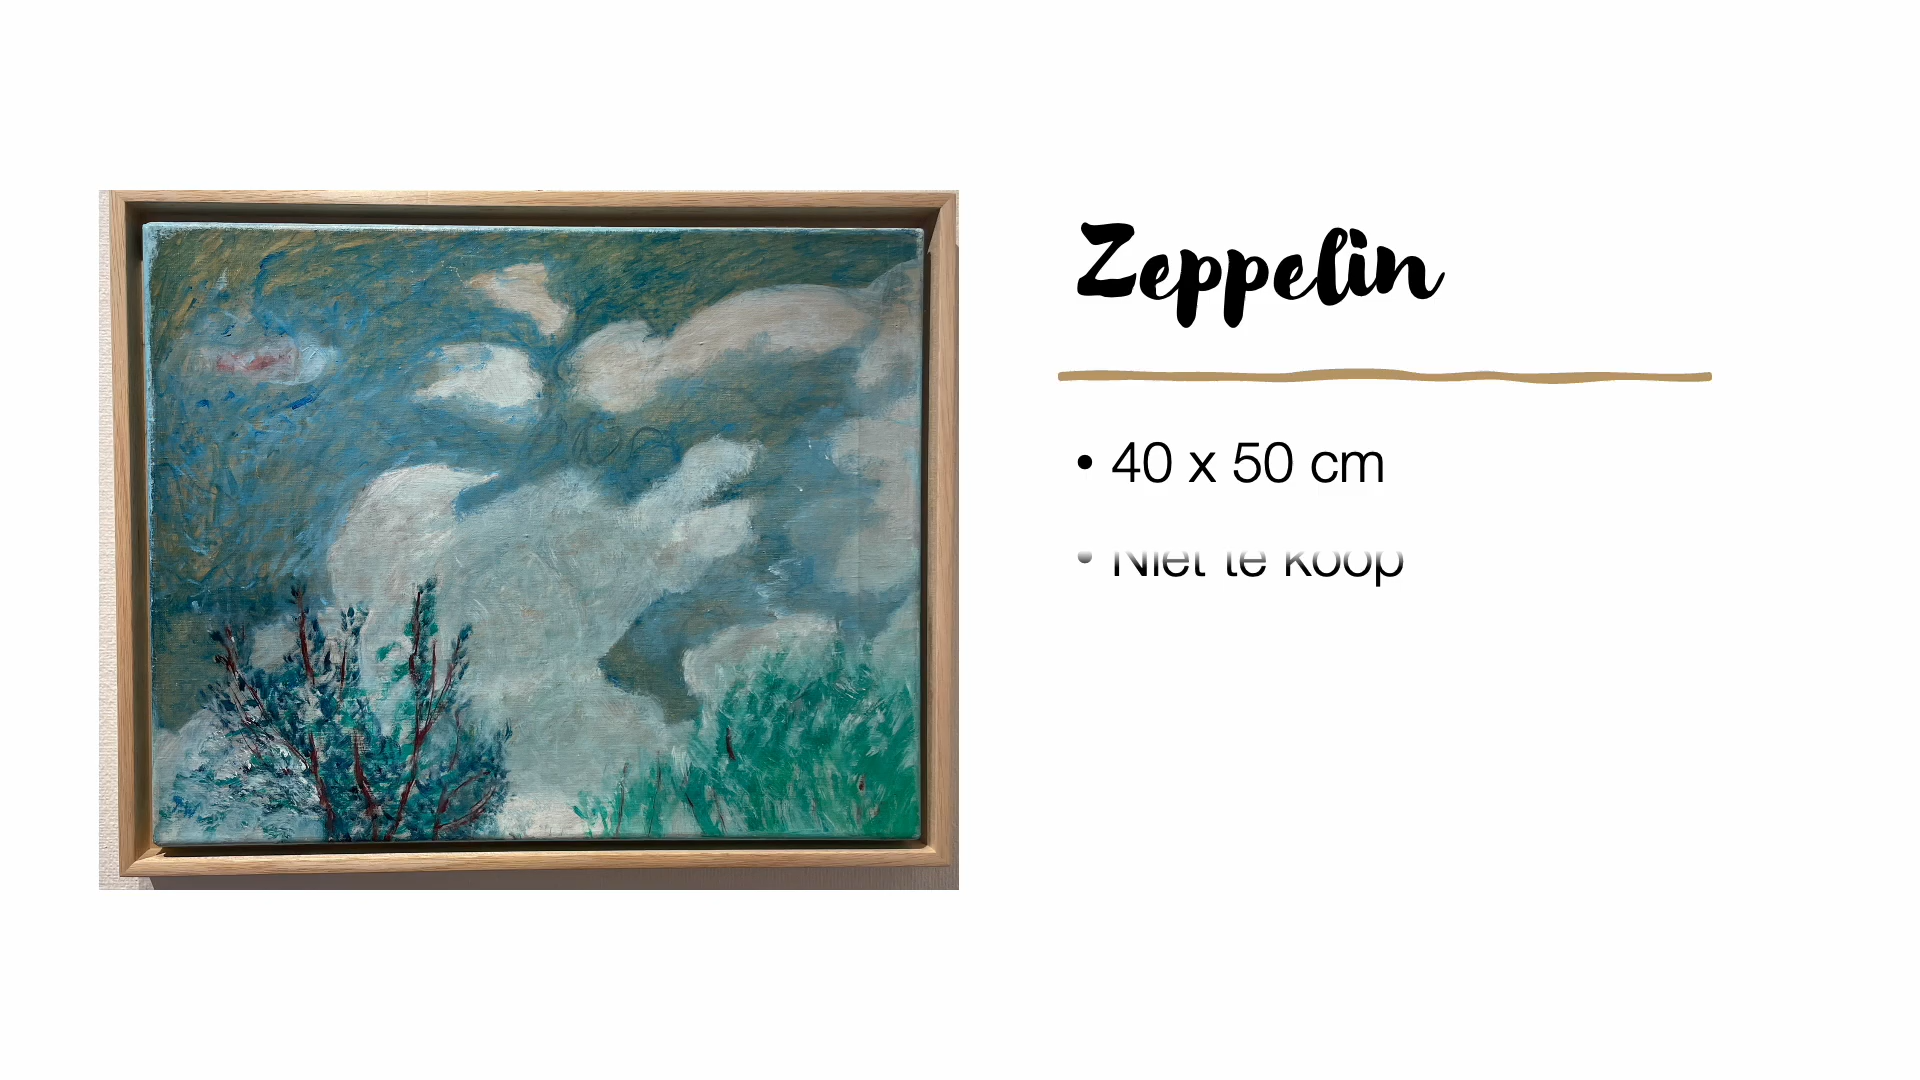 Zeppelin
• 40 x 50 cm
• Niet te koop